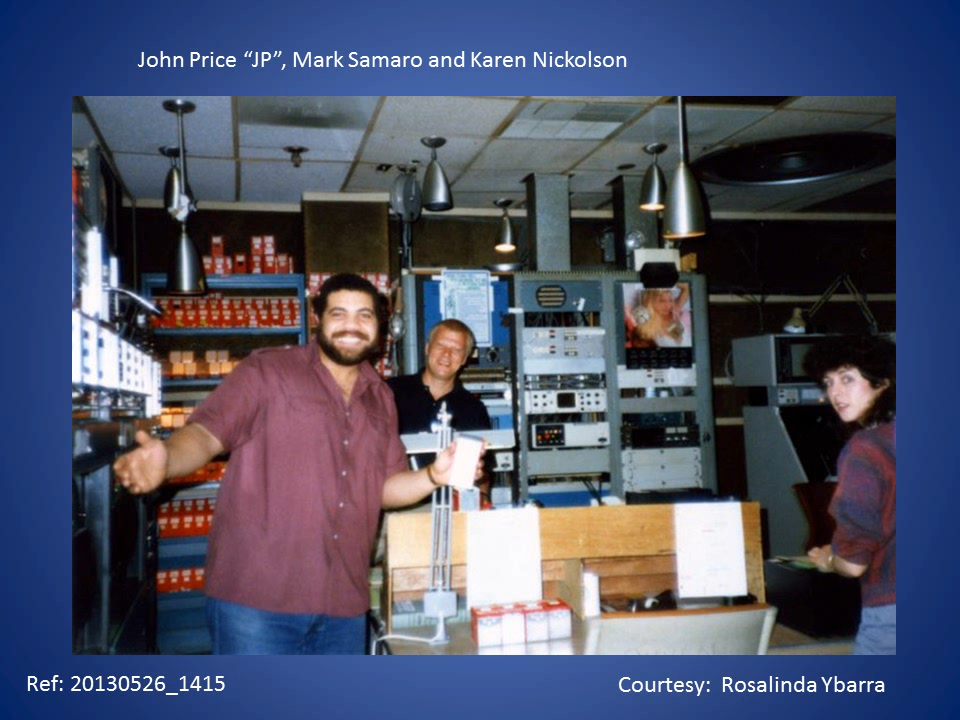 John Price “JP”, Mark Samaro and Karen Nickolson
Ref: 20130526_1415
Courtesy: Rosalinda Ybarra